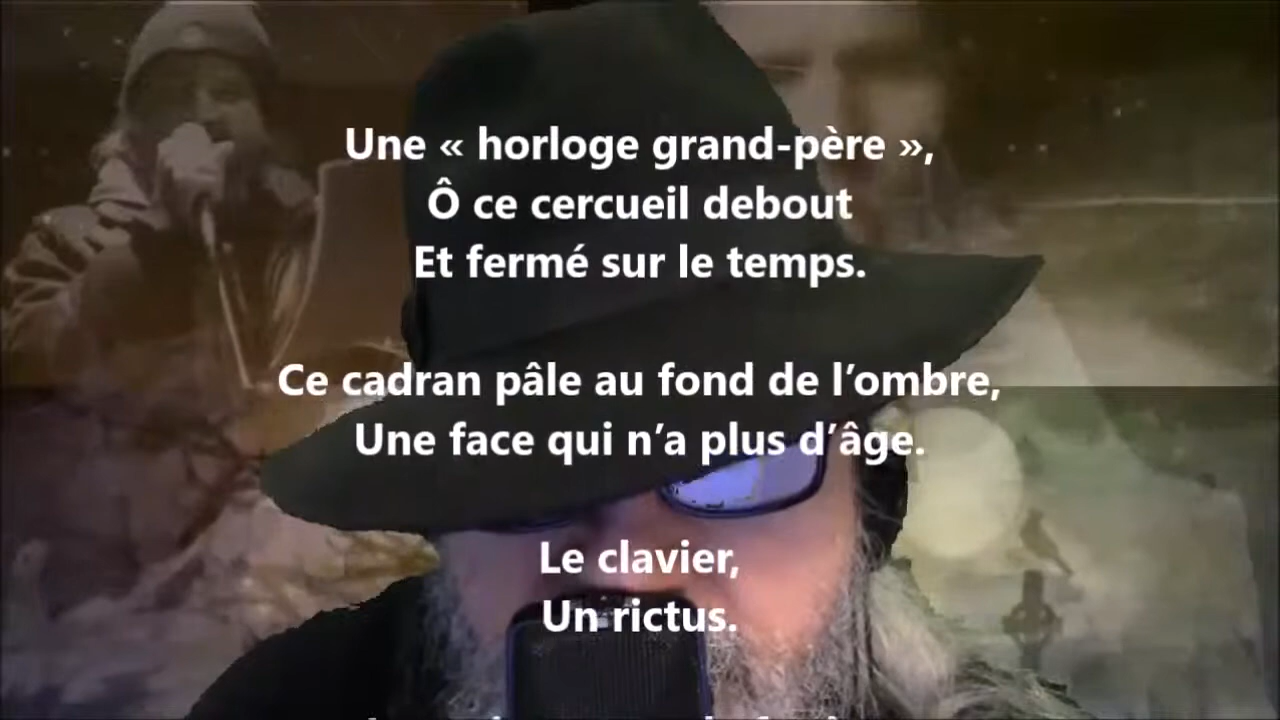 Une « horloge grand-père »,
Ô ce cercueil debout
Et fermé sur le temps.
Ce cadran pâle au fond de l’ombre,
Une face qui n’a plus d’âge.
Le clavier,
Un rictus.